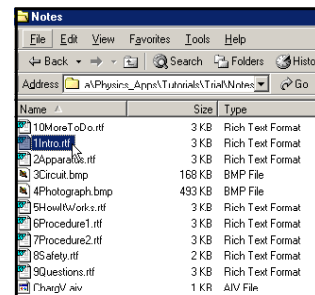 Notes
File Edit View Favorites Tools Help
Back Search Folders Histo
Address a\Physics_Apps\Tutorials\Trial\Notes Go
Name Size Type
10MoreToDo.rtf 3 KB Rich Text Format
1Intro.rtf 3 KB Rich Text Format
2Apparatus.rtf 3 KB Rich Text Format
3Circuit.bmp 168 KB BMP File
4Photograph.bmp 493 KB BMP File
5HowItWorks.rtf 3 KB Rich Text Format
6Procedure1.rtf 3 KB Rich Text Format
7Procedure2.rtf 3 KB Rich Text Format
8Safety.rtf 2 KB Rich Text Format
9Questions.rtf 3 KB Rich Text Format
ChargV.aiv 1 KB AIV File